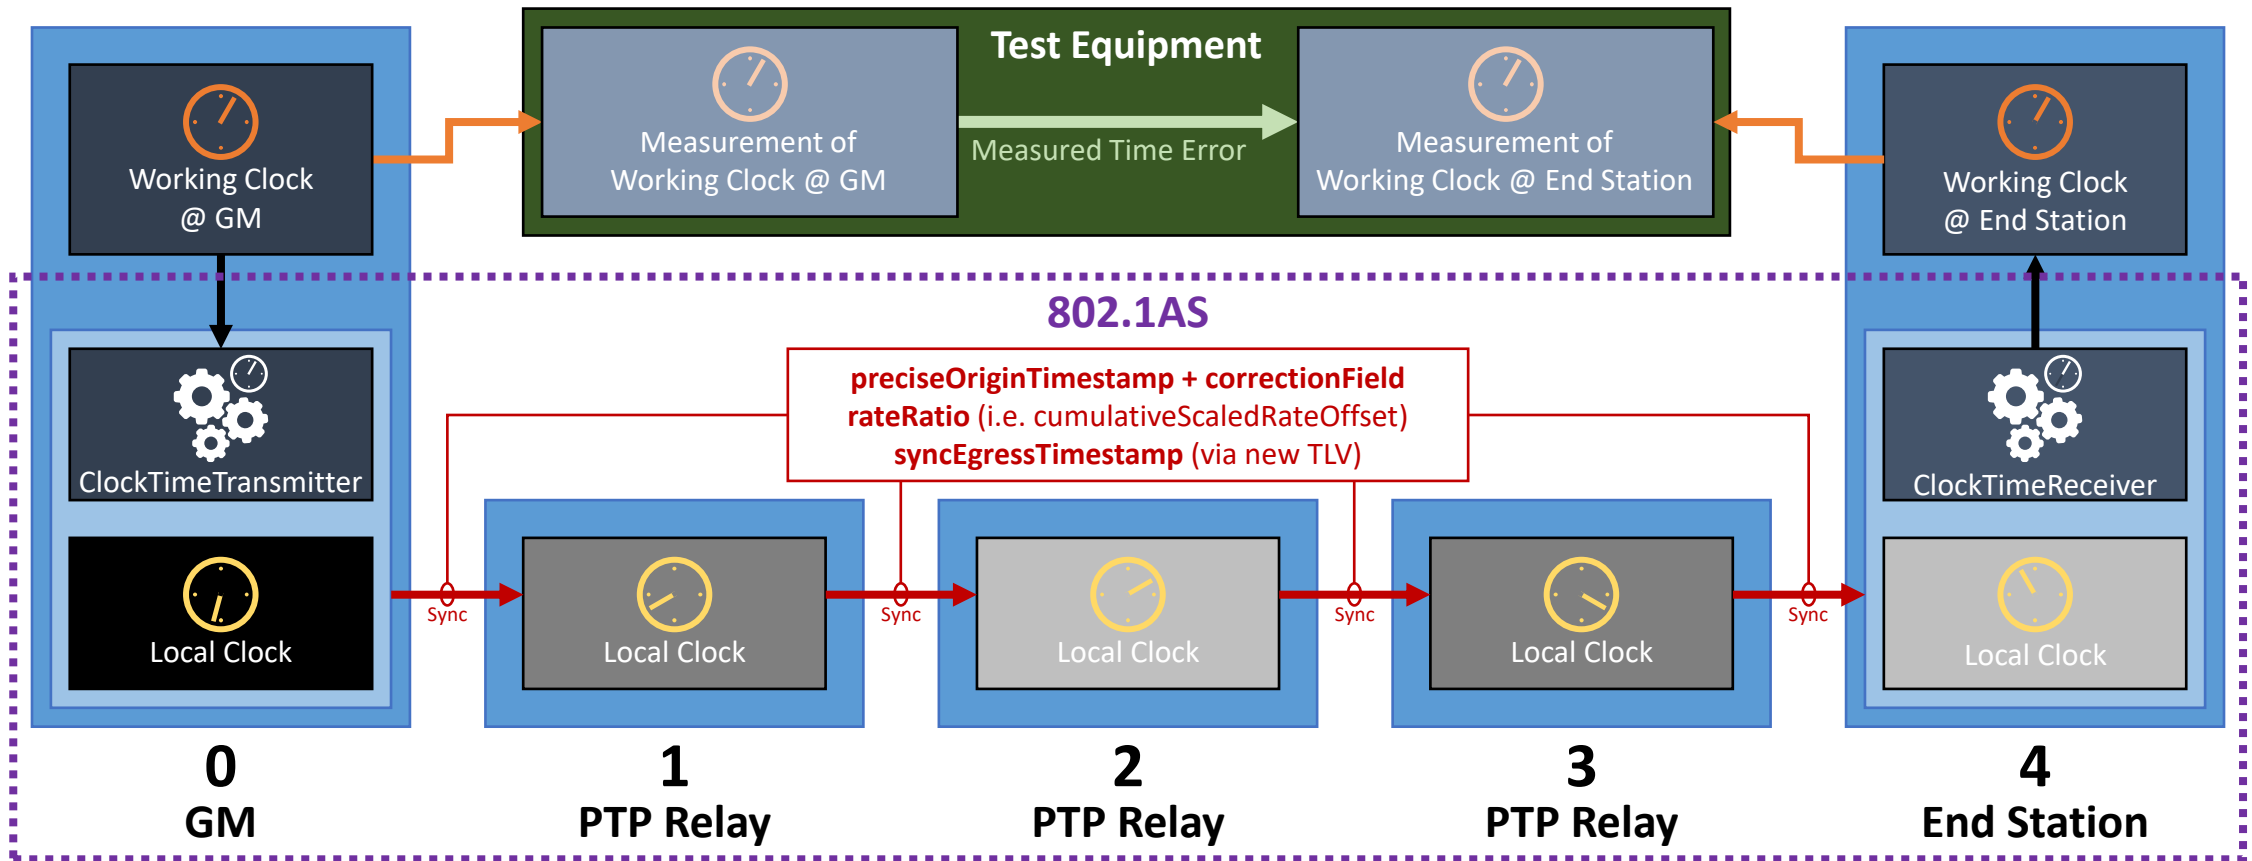 Test Equipment
Working Clock
@ GM
Measurement of
Working Clock @ GM
Measured Time Error
Measurement of
Working Clock @ End Station
Working Clock
@ End Station
802.1AS
preciseOriginTimestamp + correctionField
rateRatio (i.e. cumulativeScaledRateOffset)
syncEgressTimestamp (via new TLV)
ClockTimeTransmitter
ClockTimeReceiver
Local Clock
Sync
Local Clock
Sync
Local Clock
Sync
Local Clock
Sync
Local Clock
0
GM
1
PTP Relay
2
PTP Relay
3
PTP Relay
4
End Station